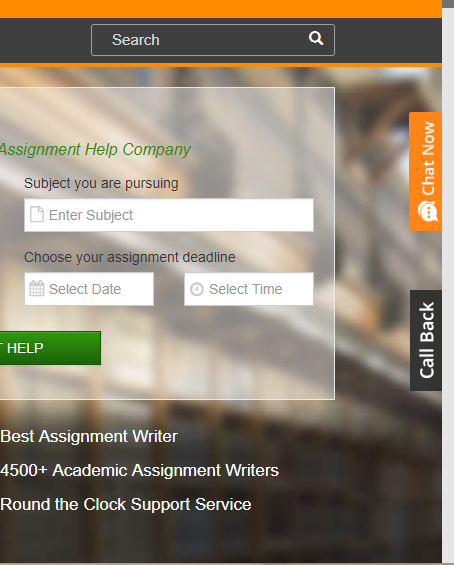 Search
Assignment Help Company
Subject you are pursuing
Enter Subject
Choose your assignment deadline
Select Date
Select Time
T HELP
Best Assignment Writer
4500+ Academic Assignment Writers
Round the Clock Support Service
Chat Now
Call Back